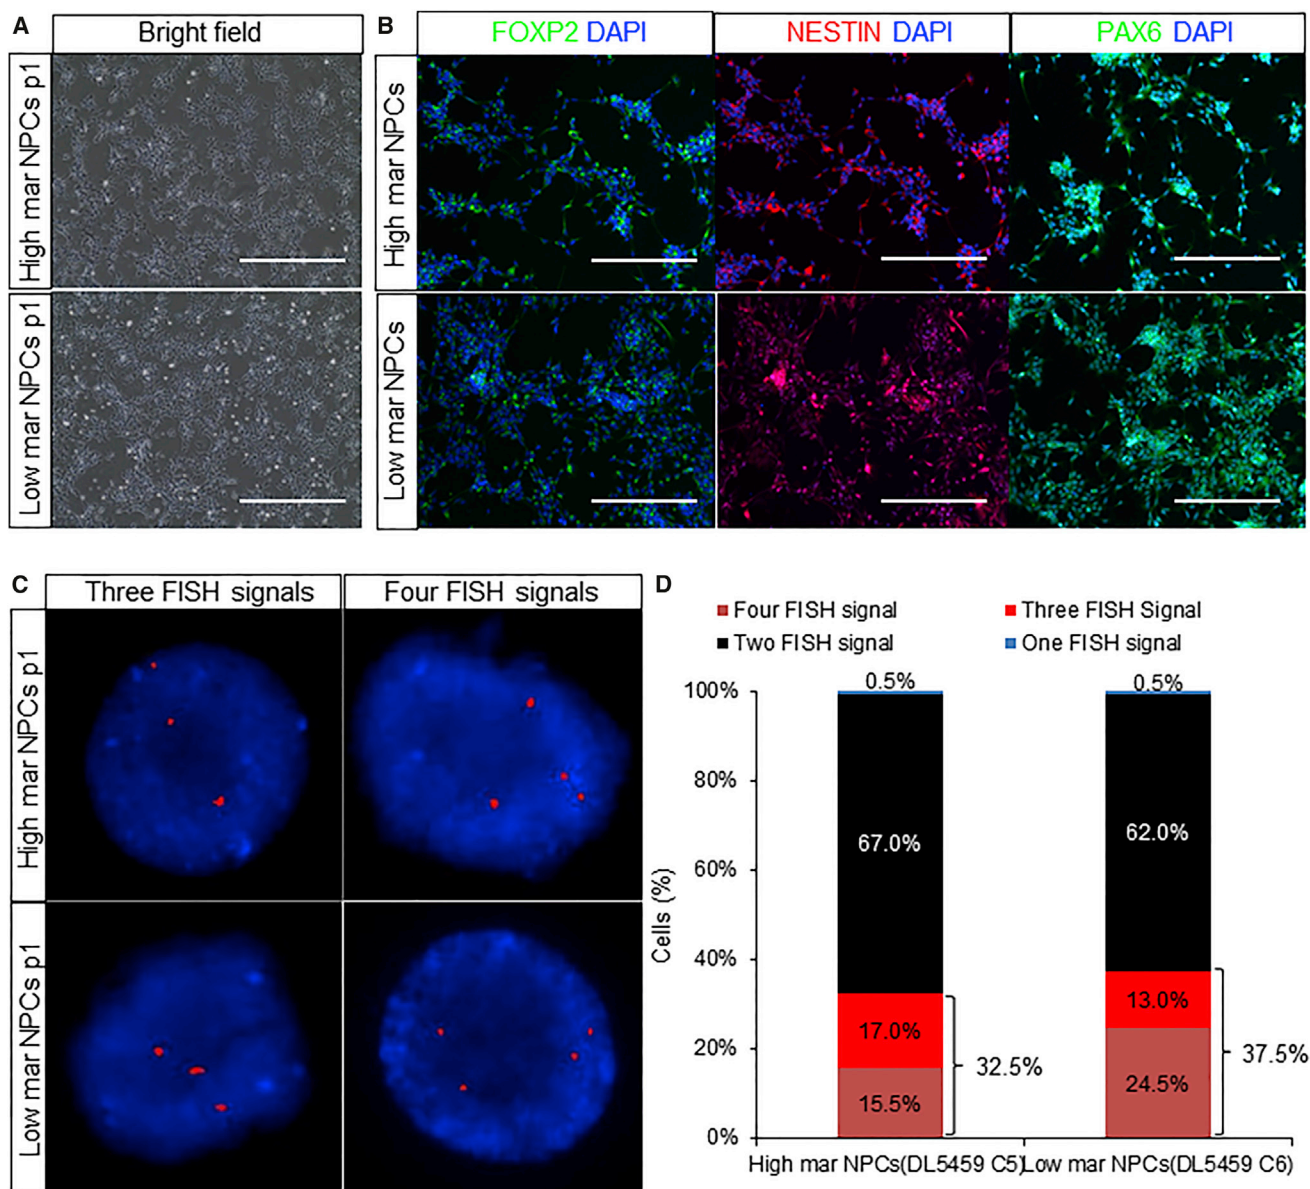 A
Bright field
High mar NPCs p1
Low mar NPCs p1
B
FOXP2 DAPI
NESTIN DAPI
PAX6 DAPI
High mar NPCs
Low mar NPCs
C
Three FISH signals
Four FISH signals
High mar NPCs p1
Low mar NPCs p1
D
Four FISH signal
Three FISH Signal
Two FISH signal
One FISH signal
Cells (%)
100%
80%
60%
40%
20%
0%
0.5%
67.0%
17.0%
15.5%
32.5%
0.5%
62.0%
13.0%
24.5%
37.5%
High mar NPCs(DL5459 C5)
Low mar NPCs(DL5459 C6)